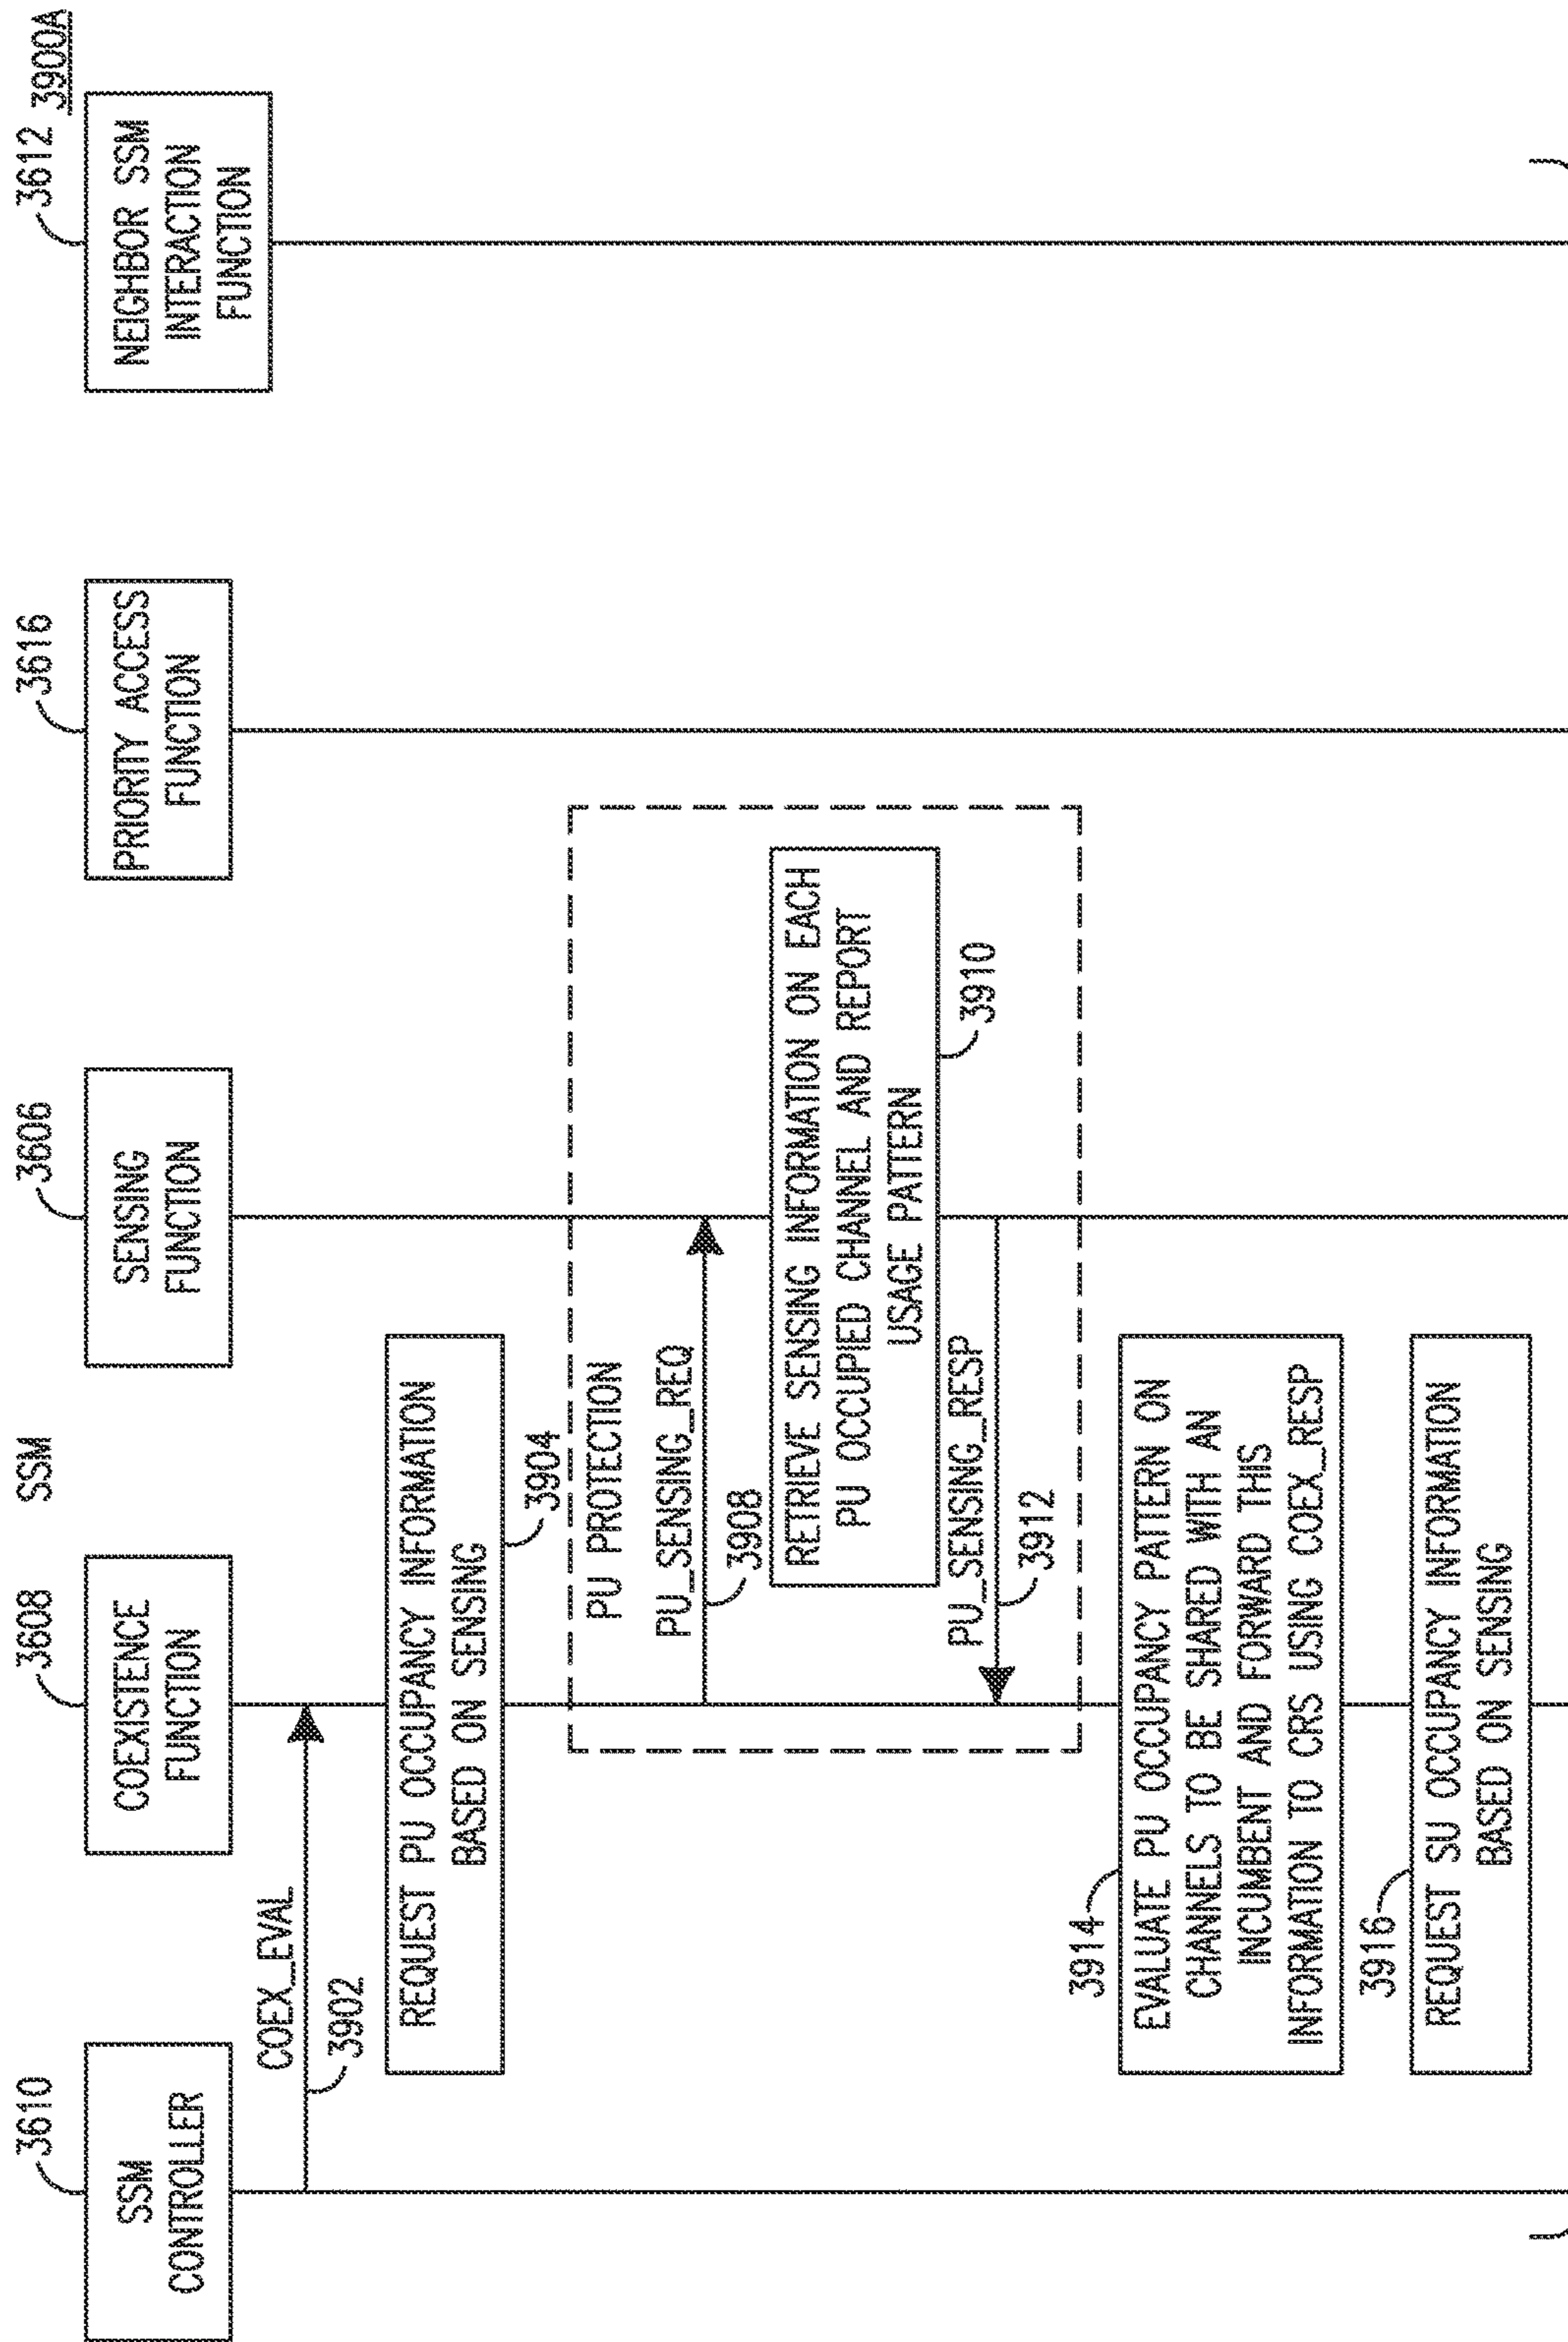 3900A
SSM
3610
SSM
CONTROLLER
3608
COEXISTENCE
FUNCTION
3606
SENSING
FUNCTION
3616
PRIORITY ACCESS
FUNCTION
3612
NEIGHBOR SSM
INTERACTION
FUNCTION
COEX_EVAL
3902
REQUEST PU OCCUPANCY INFORMATION
BASED ON SENSING
3904
PU PROTECTION
PU_SENSING_REQ
3908
RETRIEVE SENSING INFORMATION ON EACH
PU OCCUPIED CHANNEL AND REPORT
USAGE PATTERN
3910
PU_SENSING_RESP
3912
3914
EVALUATE PU OCCUPANCY PATTERN ON
CHANNELS TO BE SHARED WITH AN
INCUMBENT AND FORWARD THIS
INFORMATION TO CRS USING COEX_RESP
3916
REQUEST SU OCCUPANCY INFORMATION
BASED ON SENSING